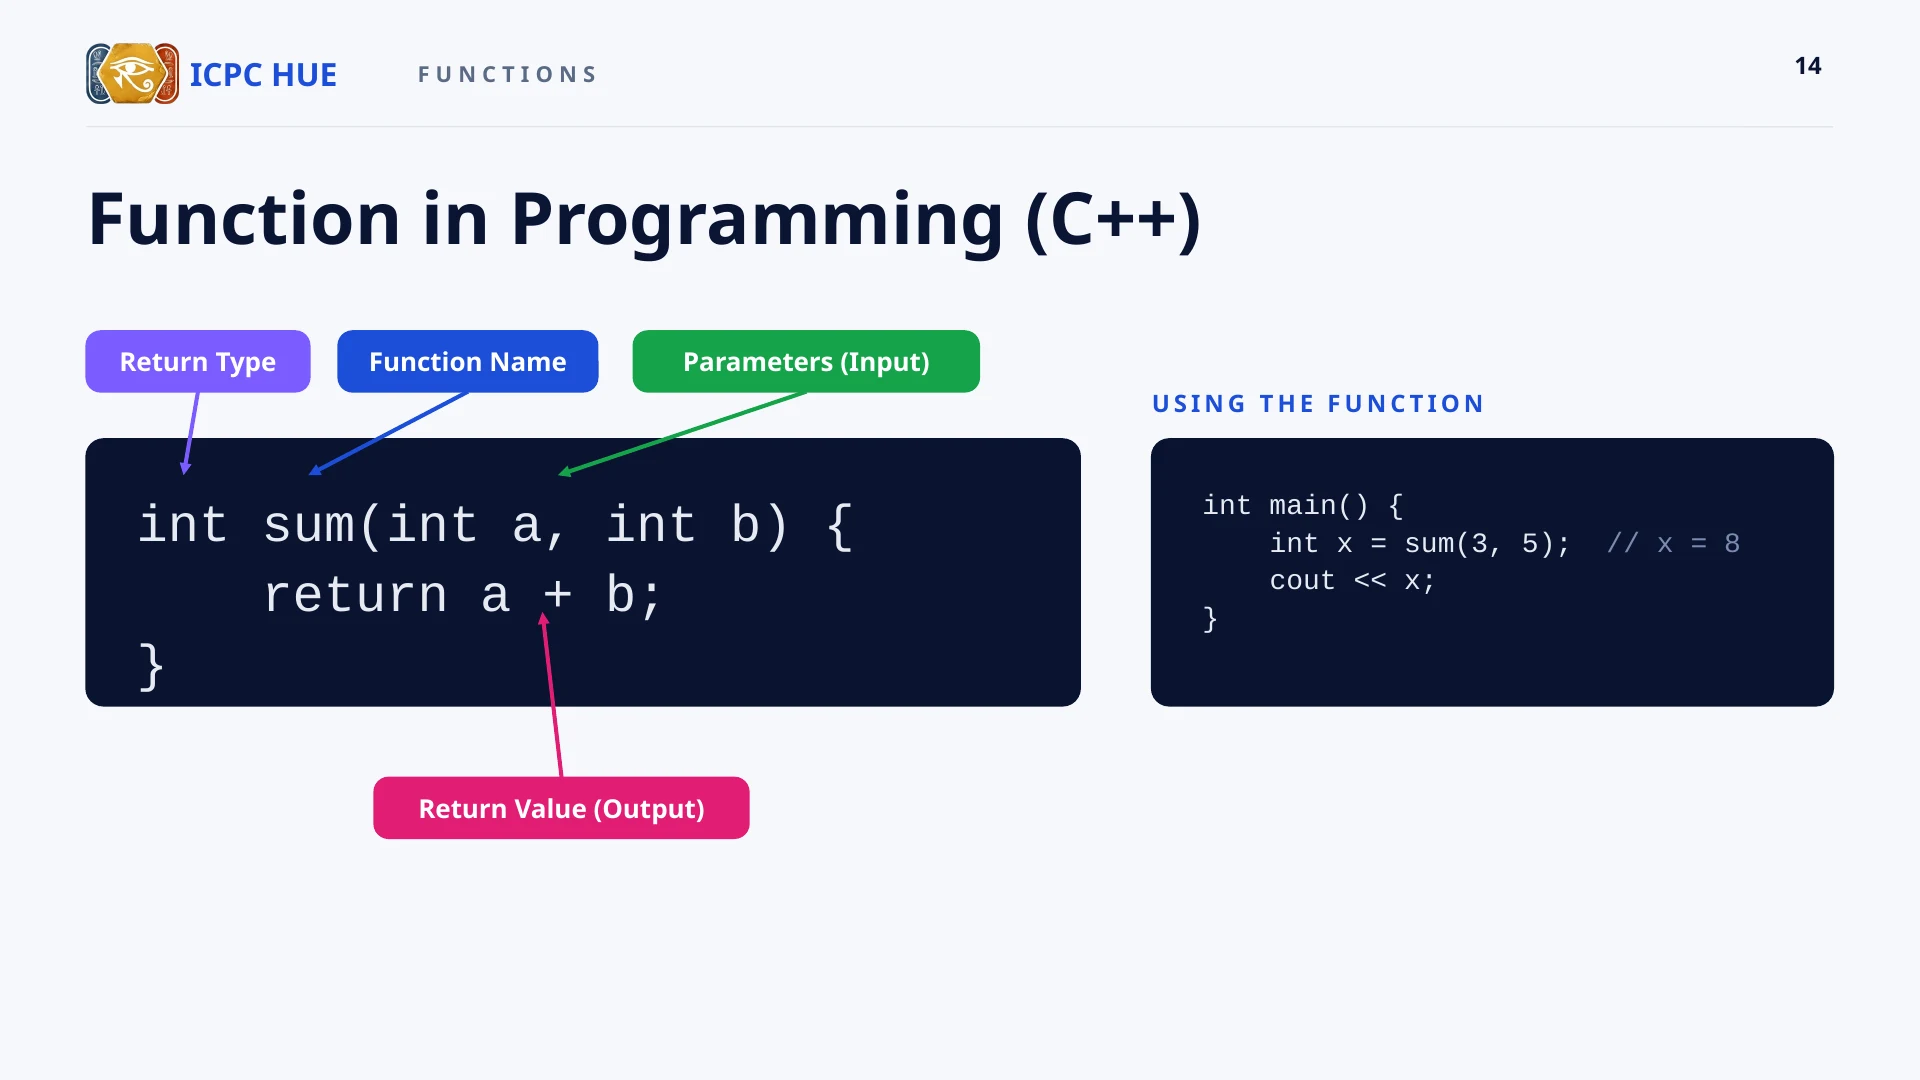 ICPC HUE
FUNCTIONS
14
Function in Programming (C++)
Return Type
Function Name
Parameters (Input)
int sum(int a, int b) {
    return a + b;
}
Return Value (Output)
USING THE FUNCTION
int main() {
    int x = sum(3, 5);  // x = 8
    cout << x;
}